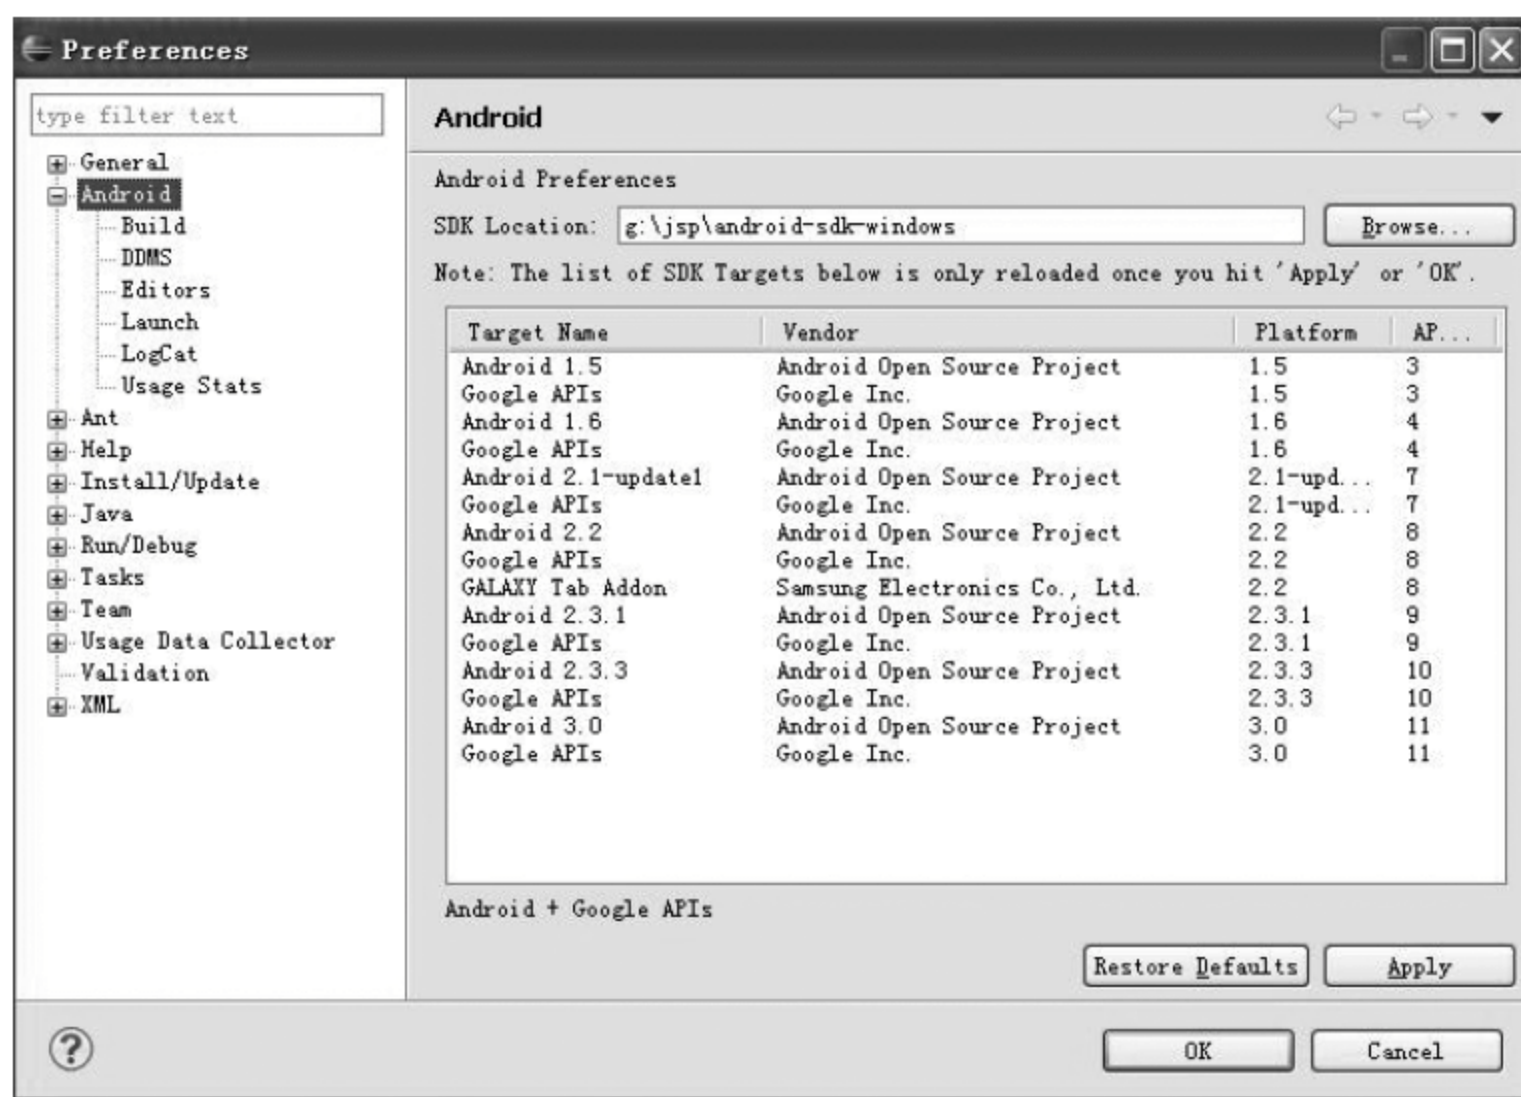 Preferences
type filter text
General
Android
Build
DDMS
Editors
Launch
LogCat
Usage Stats
Ant
Help
Install/Update
Java
Run/Debug
Tasks
Team
Usage Data Collector
Validation
XML
Android
Android Preferences
SDK Location: g:\jsp\android-sdk-windows Browse...
Note: The list of SDK Targets below is only reloaded once you hit 'Apply' or 'OK'.
Target Name Vendor Platform AP...
Android 1.5 Android Open Source Project 1.5 3
Google APIs Google Inc. 1.5 3
Android 1.6 Android Open Source Project 1.6 4
Google APIs Google Inc. 1.6 4
Android 2.1-update1 Android Open Source Project 2.1-upd... 7
Google APIs Google Inc. 2.1-upd... 7
Android 2.2 Android Open Source Project 2.2 8
Google APIs Google Inc. 2.2 8
GALAXY Tab Addon Samsung Electronics Co., Ltd. 2.2 8
Android 2.3.1 Android Open Source Project 2.3.1 9
Google APIs Google Inc. 2.3.1 9
Android 2.3.3 Android Open Source Project 2.3.3 10
Google APIs Google Inc. 2.3.3 10
Android 3.0 Android Open Source Project 3.0 11
Google APIs Google Inc. 3.0 11
Android + Google APIs
Restore Defaults Apply
? OK Cancel